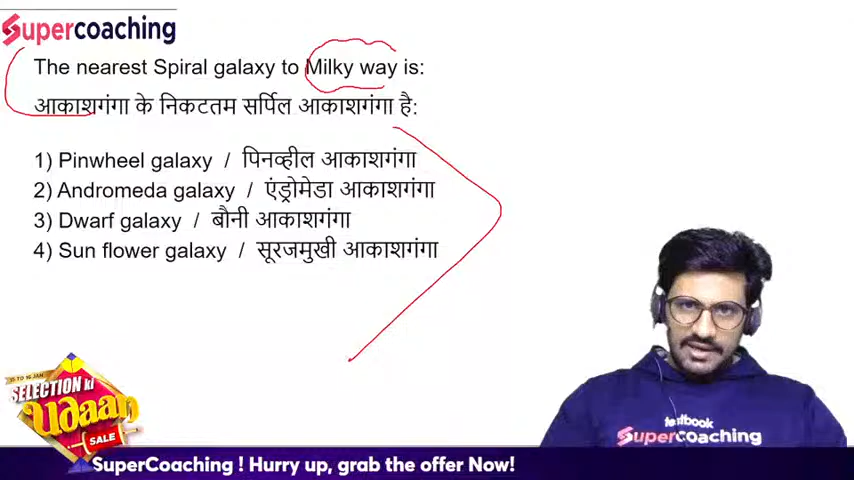 Supercoaching
The nearest Spiral galaxy to Milky way is:
आकाशगंगा के निकटतम सर्पिल आकाशगंगा है:
1) Pinwheel galaxy / पिनव्हील आकाशगंगा
2) Andromeda galaxy / एंड्रोमेडा आकाशगंगा
3) Dwarf galaxy / बौनी आकाशगंगा
4) Sun flower galaxy / सूरजमुखी आकाशगंगा
SELECTION ki
Udaan
SALE
testbook
Supercoaching
SuperCoaching ! Hurry up, grab the offer Now!